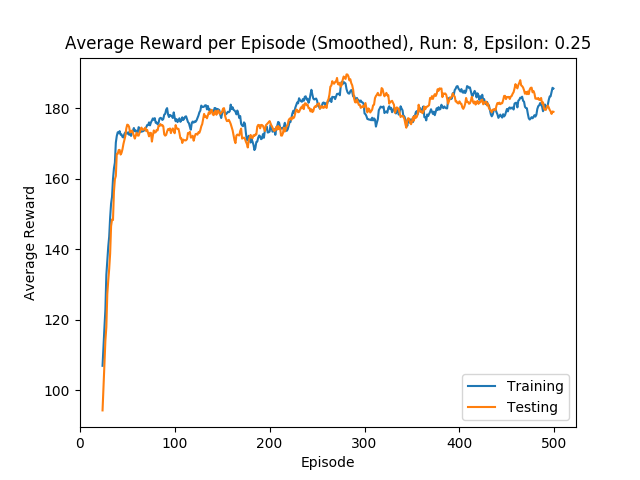 Average Reward per Episode (Smoothed), Run: 8, Epsilon: 0.25
Average Reward
180
160
140
120
100
0 100 200 300 400 500
Episode
Training
Testing